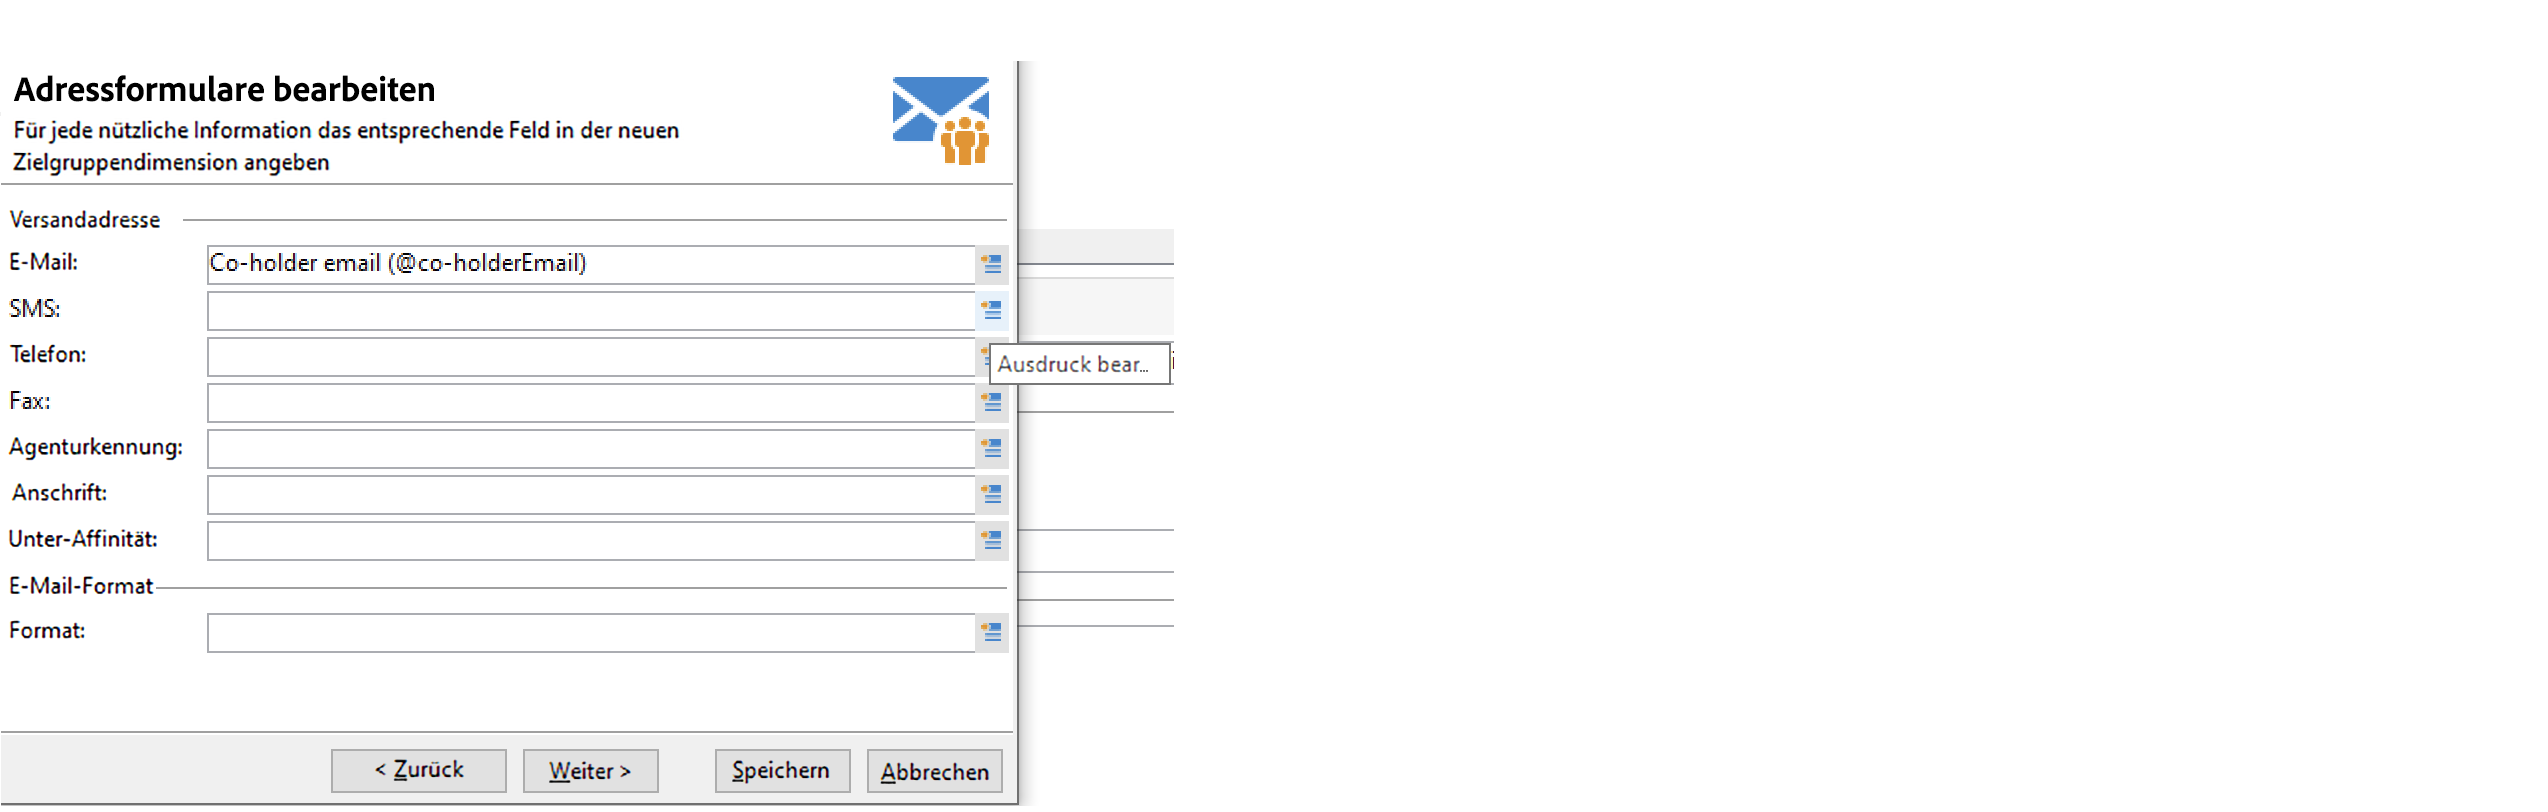 Adressformulare bearbeiten
Für jede nützliche Information das entsprechende Feld in der neuen
Zielgruppendimension angeben
Versandadresse
E-Mail: Co-holder email (@co-holderEmail)
SMS:
Telefon:
Ausdruck bear...
Fax:
Agenturkennung:
Anschrift:
Unter-Affinität:
E-Mail-Format
Format:
< Zurück Weiter > Speichern Abbrechen